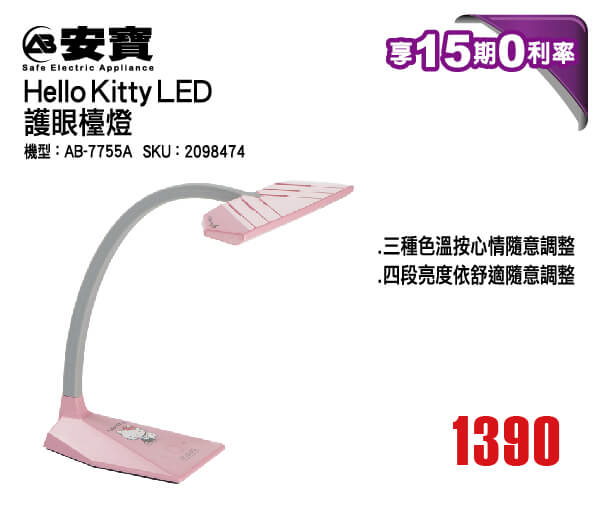 AB 安寶
Safe Electric Appliance
享15期0利率
Hello Kitty LED
護眼檯燈
機型：AB-7755A SKU：2098474
.三種色溫按心情隨意調整
.四段亮度依舒適隨意調整
1390